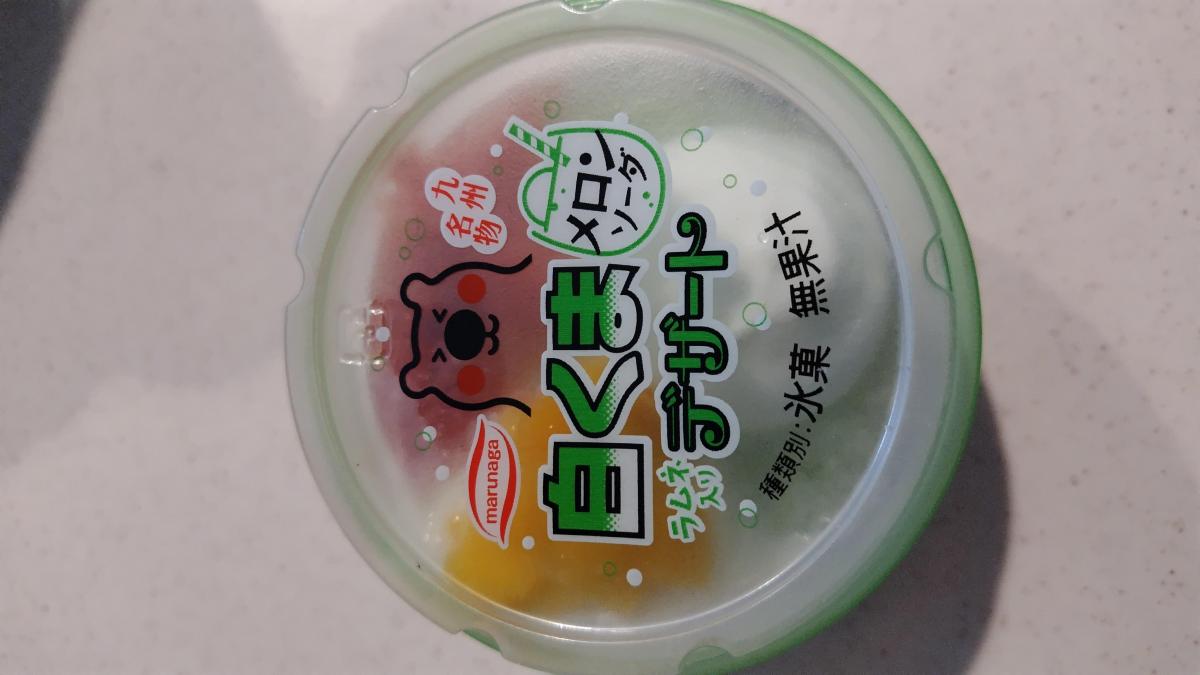 九州
名物
marunaga
白くま
メロン
ソーダ
ラムネ
入り
デザート
種類別:氷菓 無果汁